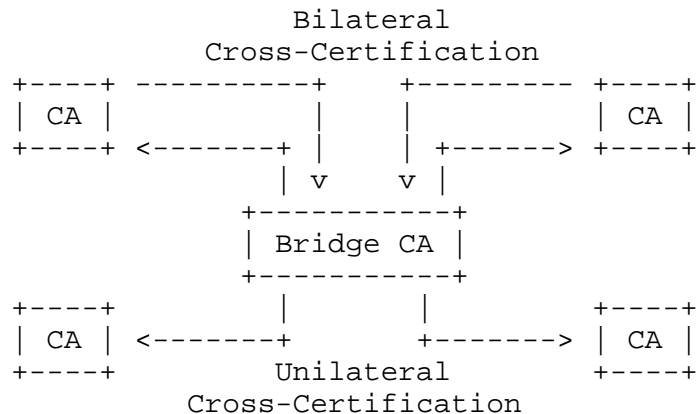 Bilateral
Cross-Certification
CA CA
Bridge CA
CA CA
Unilateral
Cross-Certification